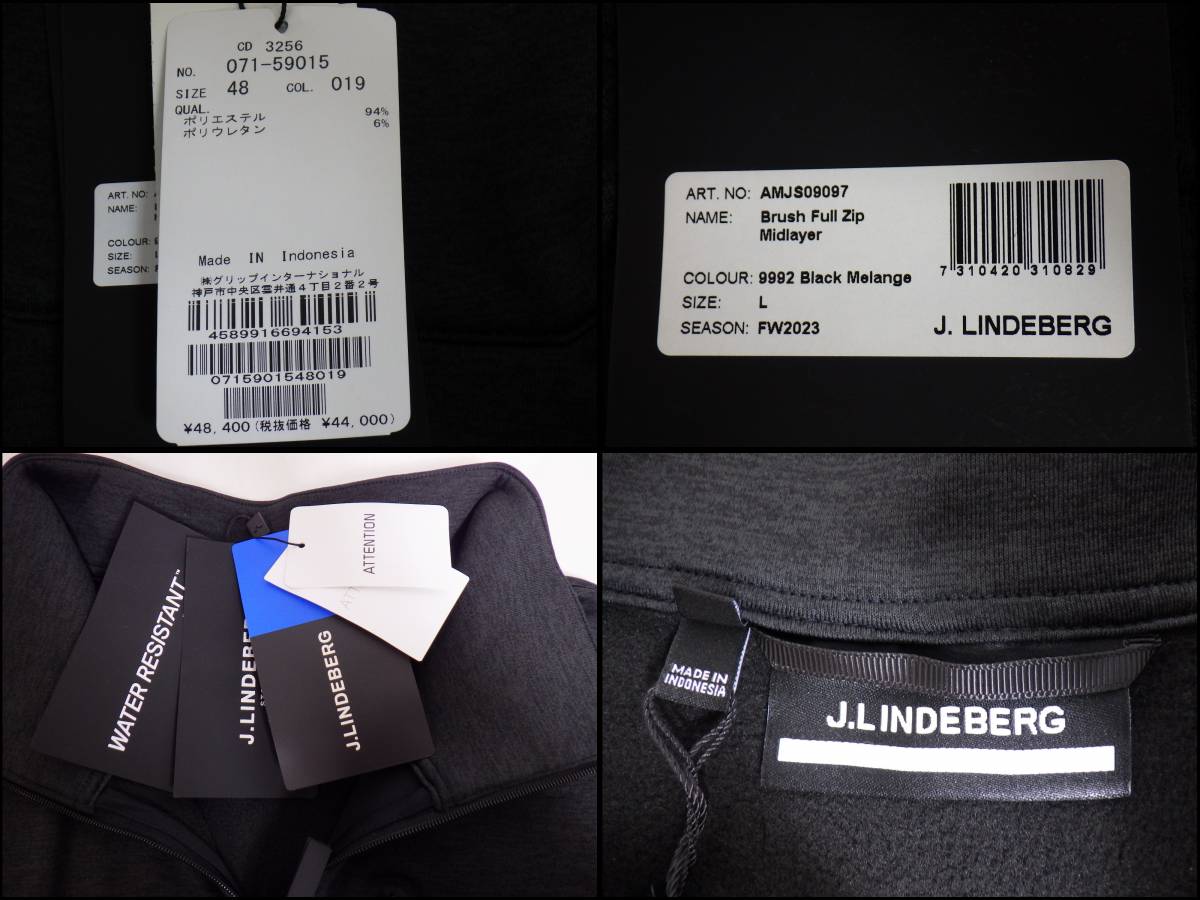 CD 3256
NO. 071-59015
SIZE 48 COL. 019
QUAL.
ポリエステル 94%
ポリウレタン 6%
Made IN Indonesia
㈱グリップインターナショナル
神戸市中央区雲井通4丁目2番2号
4589916694153
0715901548019
¥48,400(税抜価格 ¥44,000)
ART. NO:
NAME:
COLOUR:
SIZE:
SEASON:
ART. NO: AMJS09097
NAME: Brush Full Zip
Midlayer
COLOUR: 9992 Black Melange
SIZE: L
SEASON: FW2023
7 310420 310829
J. LINDEBERG
WATER RESISTANT™
J.LINDEBER
J.LINDEBERG
ATTENTION
ATT
MADE IN
INDONESIA
J.LINDEBERG